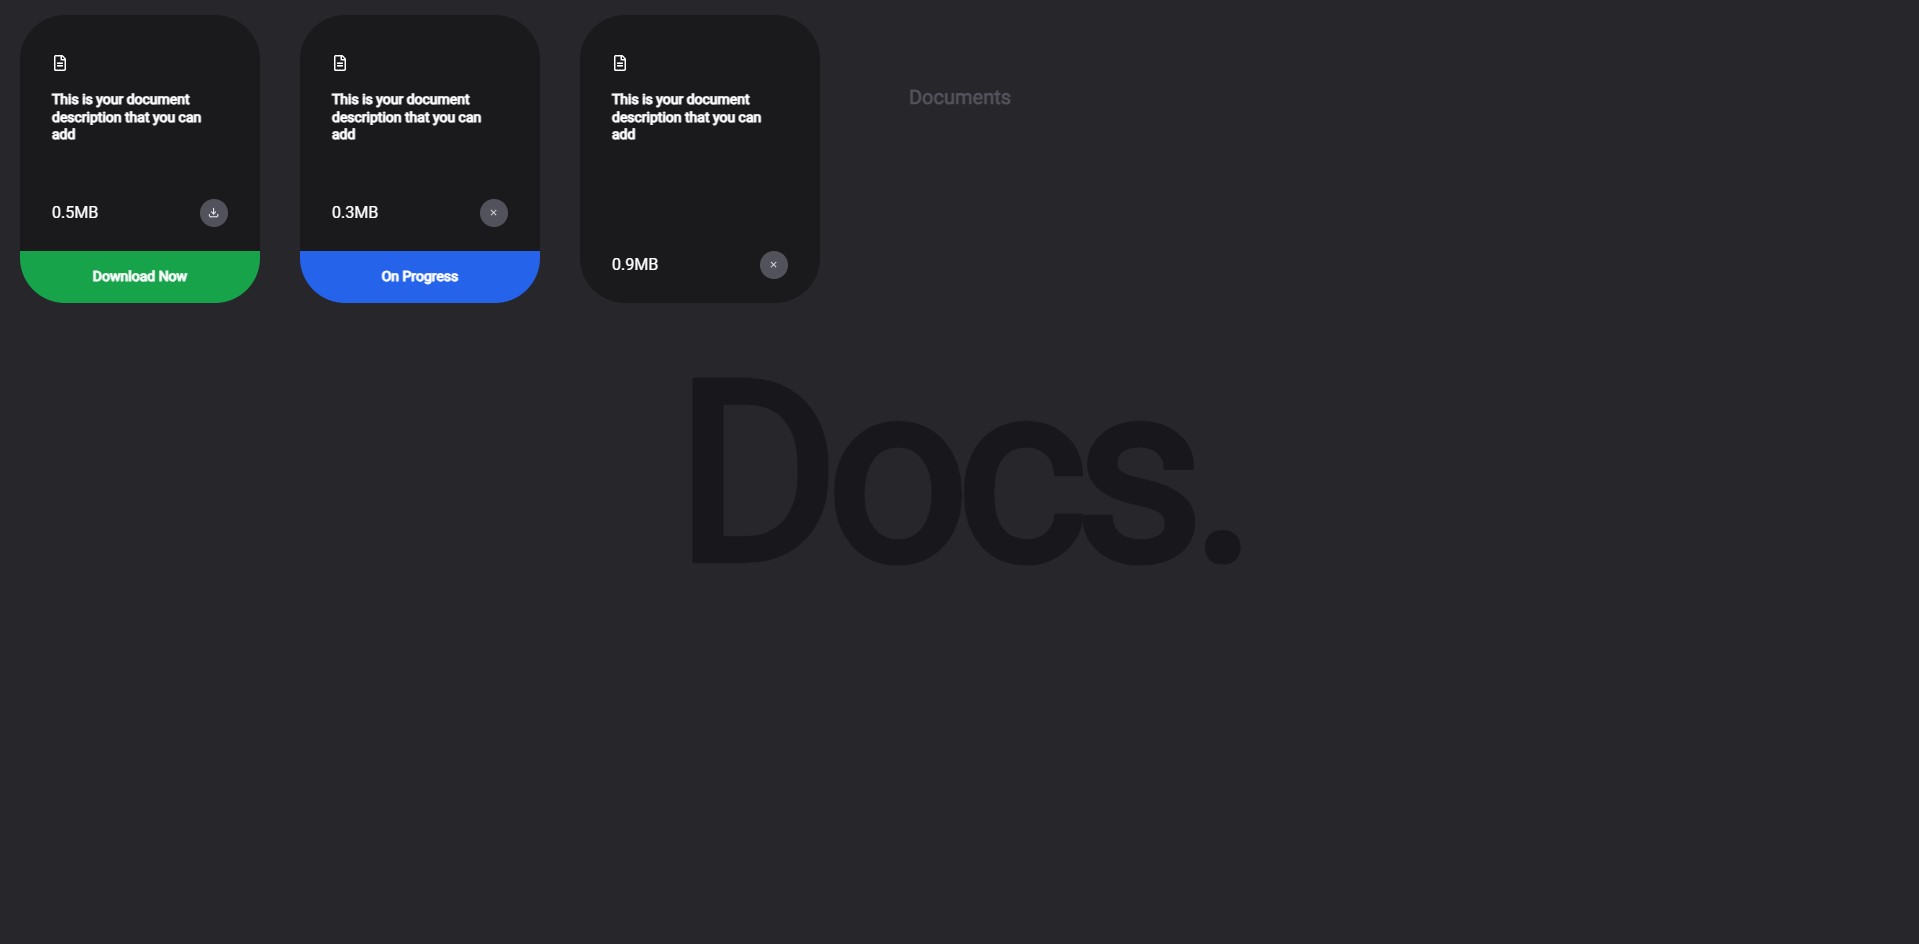 This is your document
description that you can
add
0.5MB
Download Now
This is your document
description that you can
add
0.3MB
On Progress
This is your document
description that you can
add
0.9MB
Documents
Docs.